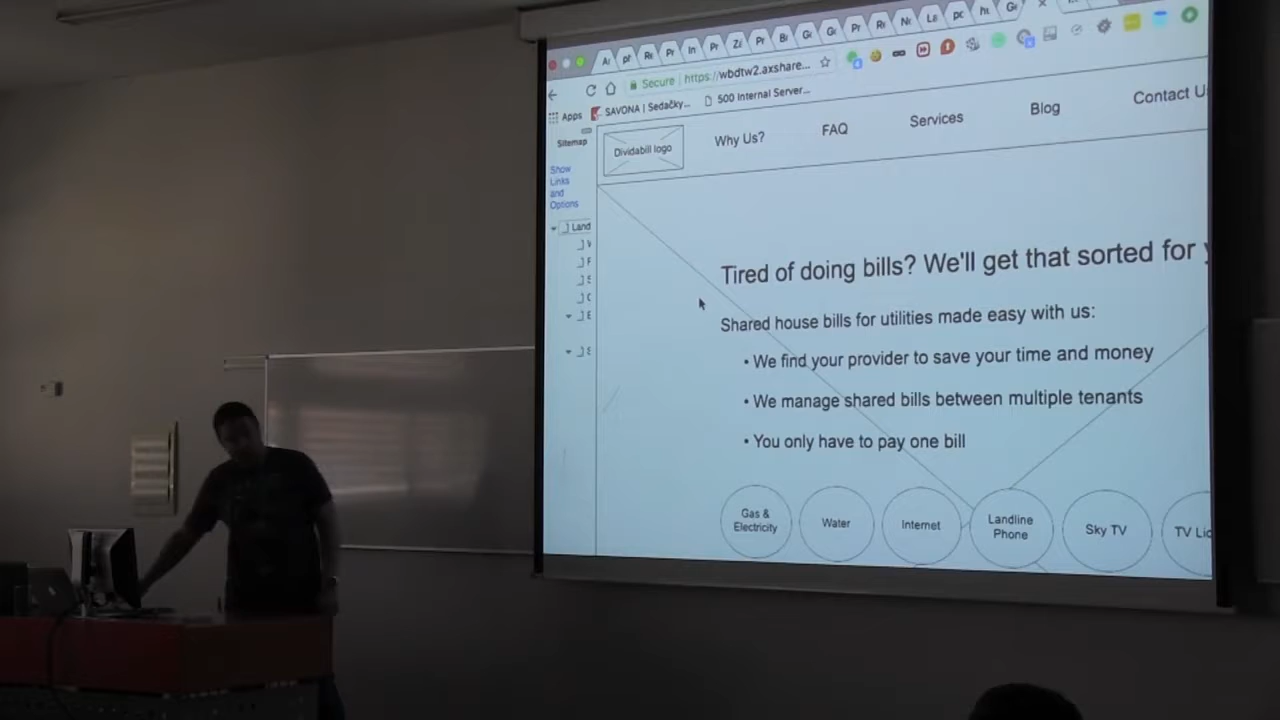 Secure | https://wbdtw2.axshare...
Apps
SAVONA | Sedačky...
500 Internal Server...
Sitemap
Show
Links
and
Options
Land
Dividabill logo
Why Us?
FAQ
Services
Blog
Contact U
Tired of doing bills? We'll get that sorted for
Shared house bills for utilities made easy with us:
• We find your provider to save your time and money
• We manage shared bills between multiple tenants
• You only have to pay one bill
Gas &
Electricity
Water
Internet
Landline
Phone
Sky TV
TV Lic